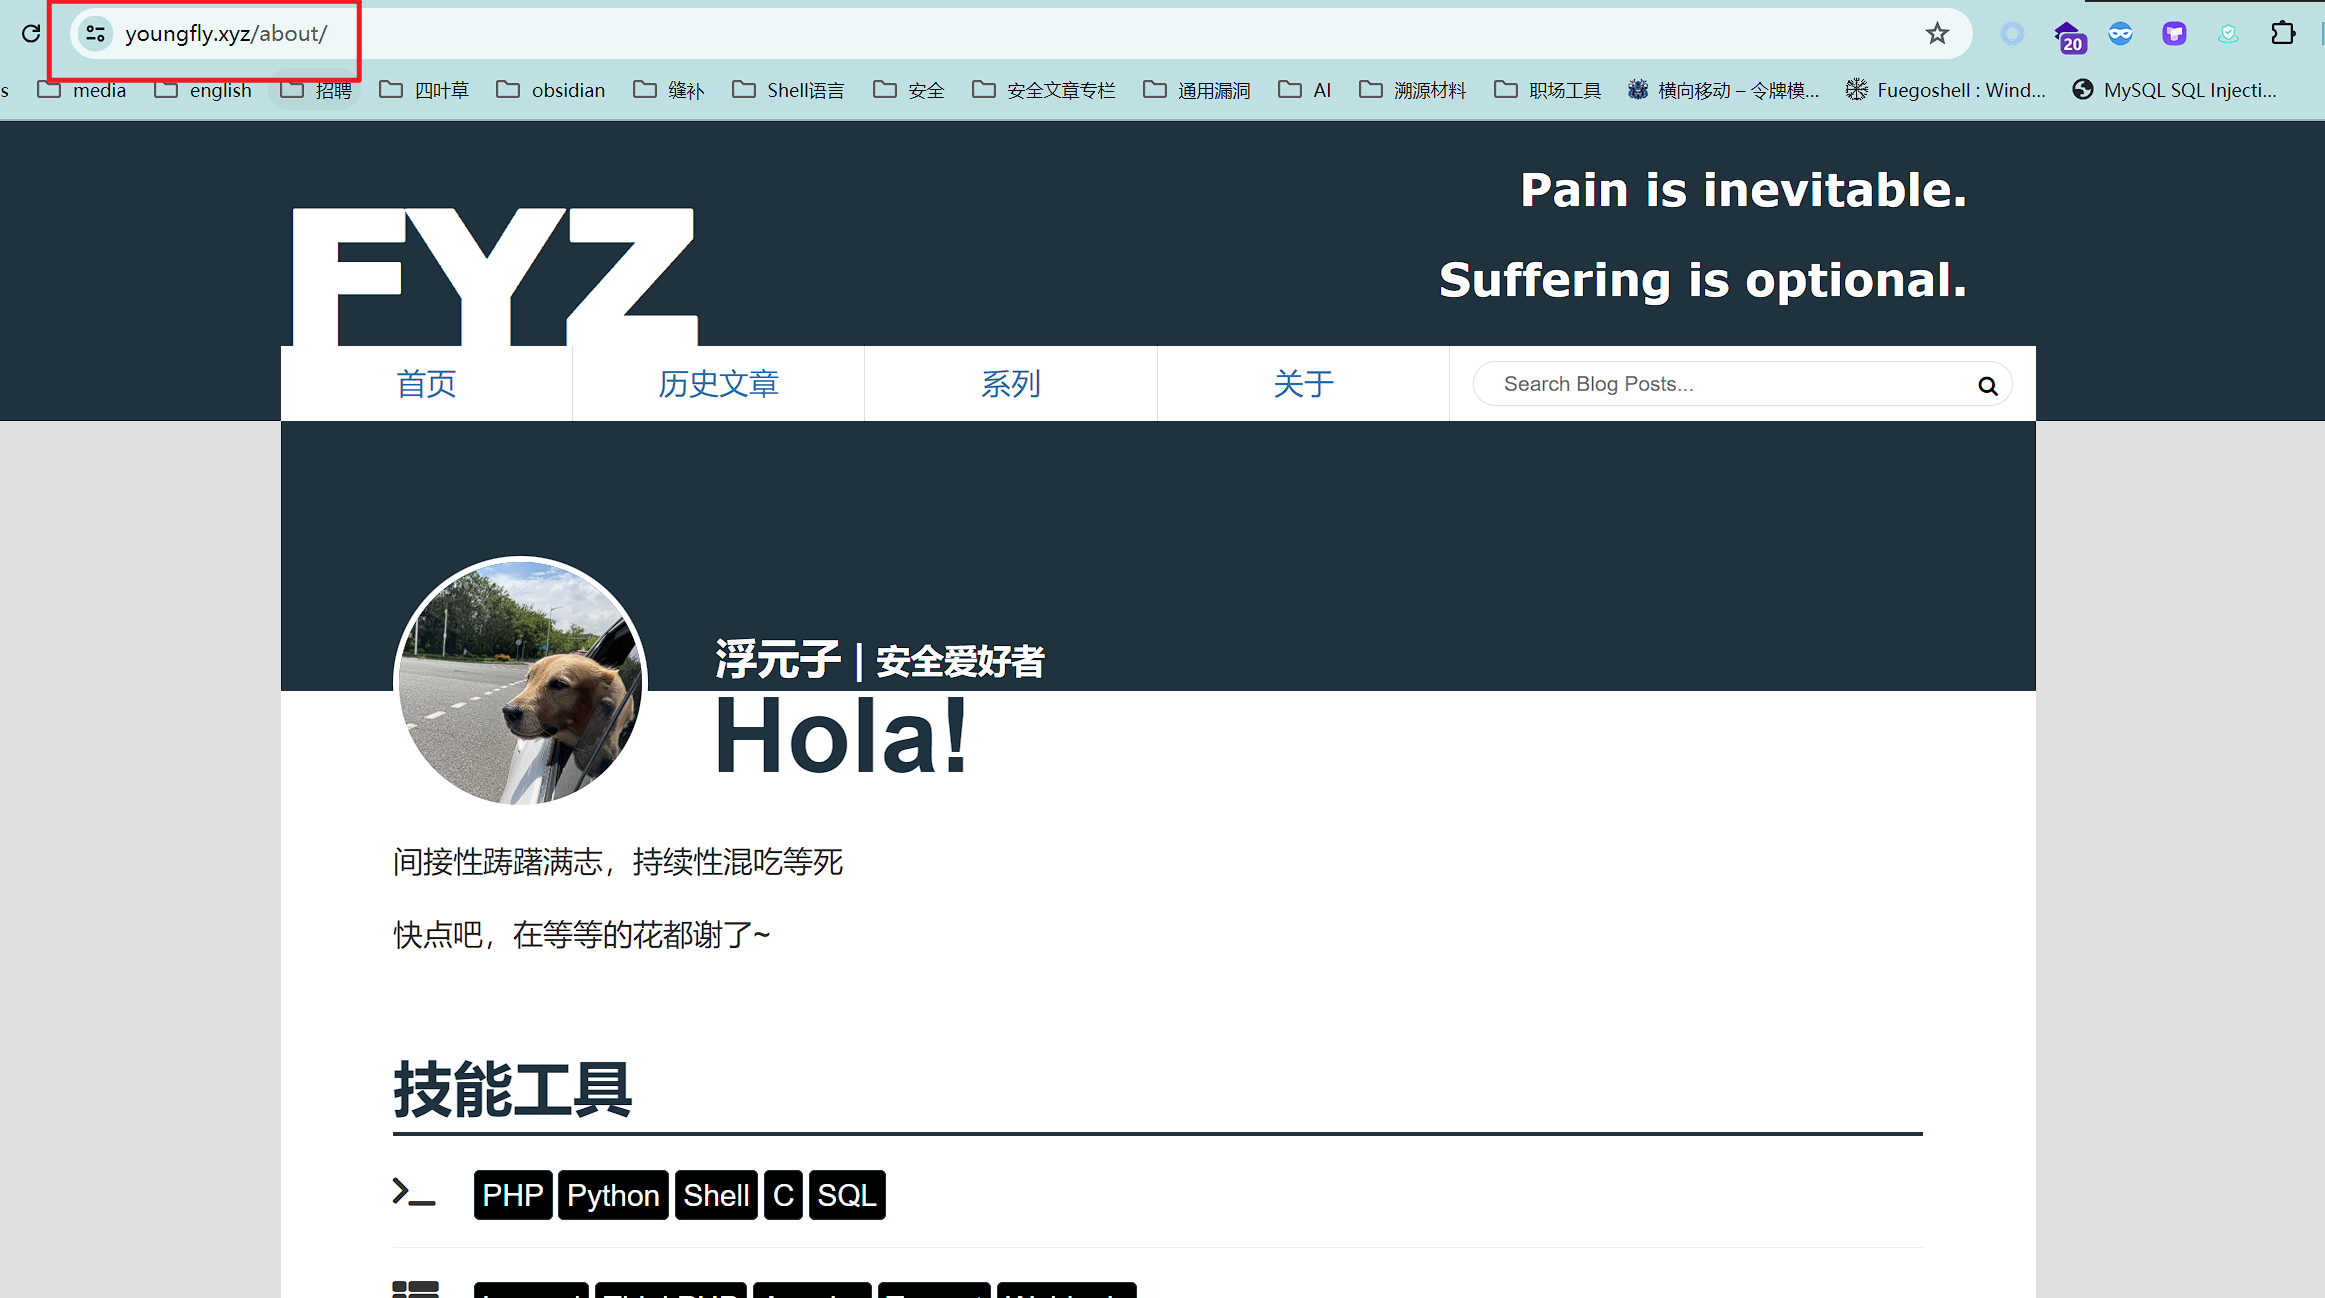 youngfly.xyz/about/
20
s media english 招聘 四叶草 obsidian 缝补 Shell语言 安全 安全文章专栏 通用漏洞 AI 溯源材料 职场工具 横向移动 – 令牌模... Fuegoshell : Wind... MySQL SQL Injecti...
Pain is inevitable.
FYZ
Suffering is optional.
首页 历史文章 系列 关于 Search Blog Posts...
浮元子 | 安全爱好者
Hola!
间接性踌躇满志，持续性混吃等死
快点吧，在等等的花都谢了~
技能工具
PHP Python Shell C SQL